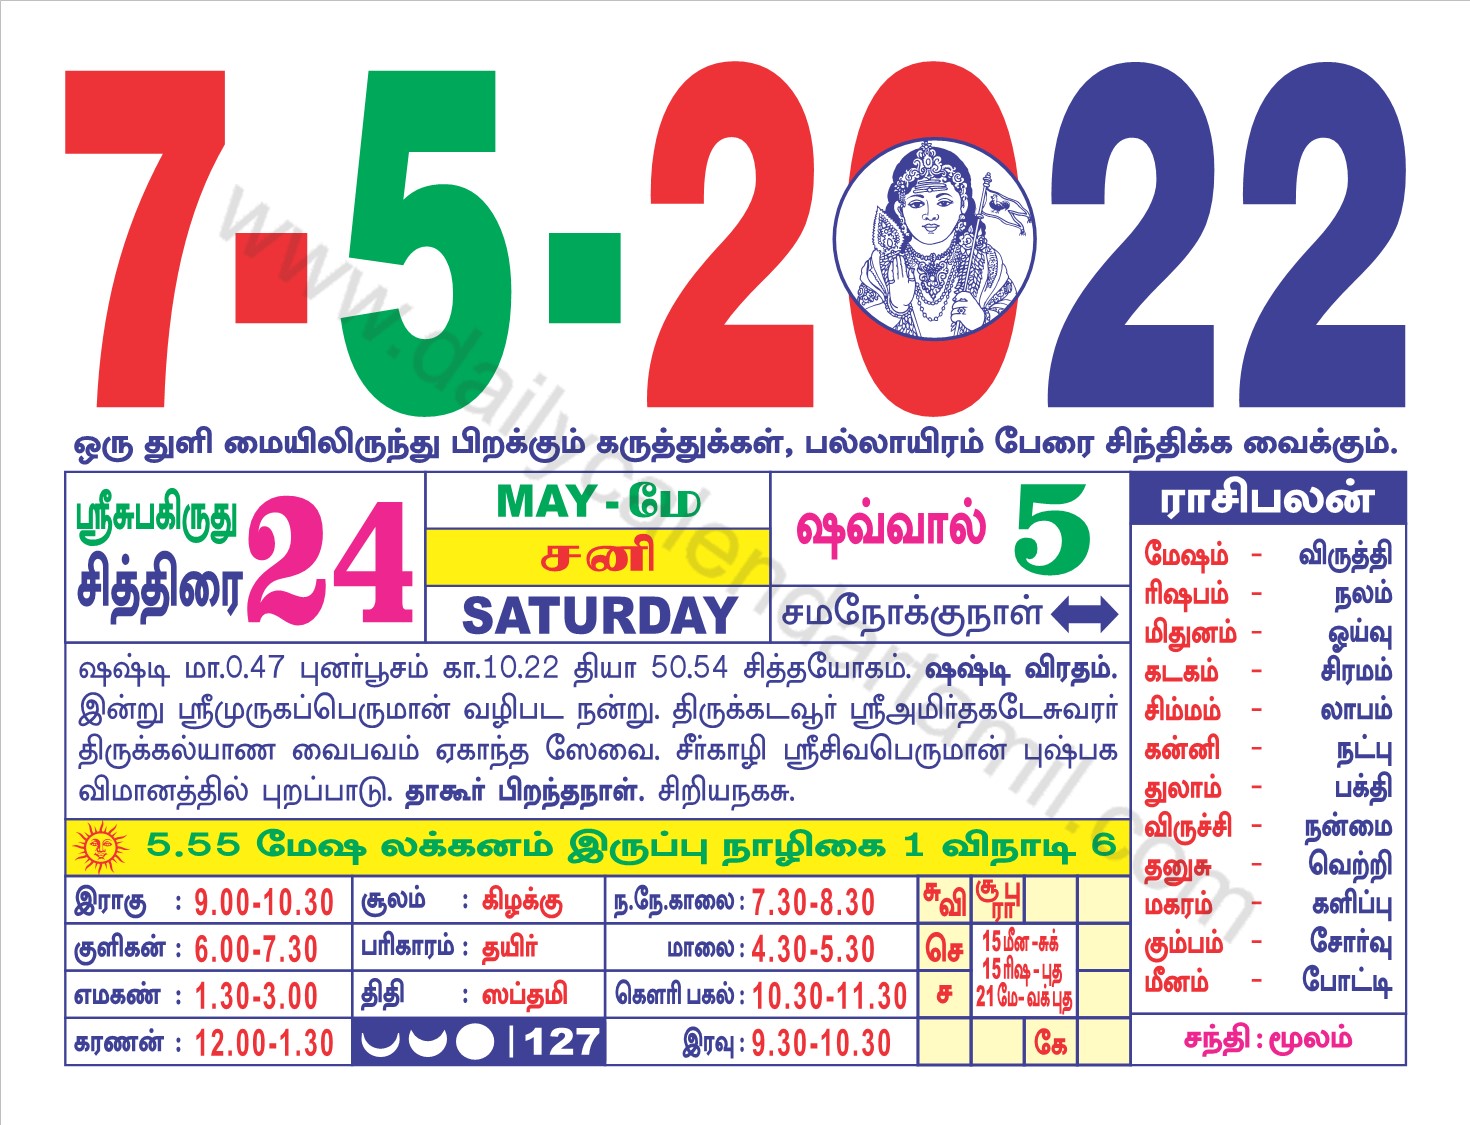 7-5-2022
ஒரு துளி மையிலிருந்து பிறக்கும் கருத்துக்கள், பல்லாயிரம் பேரை சிந்திக்க வைக்கும்.
ஸ்ரீசுபகிருது
சித்திரை 24
MAY - மே
சனி
SATURDAY
ஷவ்வால் 5
சமநோக்குநாள்
ஷஷ்டி மா.0.47 புனர்பூசம் கா.10.22 தியா 50.54 சித்தயோகம். ஷஷ்டி விரதம்.
இன்று ஸ்ரீமுருகப்பெருமான் வழிபட நன்று. திருக்கடவூர் ஸ்ரீஅமிர்தகடேசுவரர்
திருக்கல்யாண வைபவம் ஏகாந்த ஸேவை. சீர்காழி ஸ்ரீசிவபெருமான் புஷ்பக
விமானத்தில் புறப்பாடு. தாகூர் பிறந்தநாள். சிறியநகசு.
5.55 மேஷ லக்கனம் இருப்பு நாழிகை 1 விநாடி 6
இராகு : 9.00-10.30
குளிகன் : 6.00-7.30
எமகண் : 1.30-3.00
கரணன் : 12.00-1.30
சூலம் : கிழக்கு
பரிகாரம் : தயிர்
திதி : ஸப்தமி
127
ந.நே.காலை : 7.30-8.30
மாலை : 4.30-5.30
கௌரி பகல் : 10.30-11.30
இரவு : 9.30-10.30
சு வி
சூ பு ரா
செ
ச
15 மீன - சுக்
15 ரிஷ - புத
21 மே - வக் புத
கே
ராசிபலன்
மேஷம் - விருத்தி
ரிஷபம் - நலம்
மிதுனம் - ஓய்வு
கடகம் - சிரமம்
சிம்மம் - லாபம்
கன்னி - நட்பு
துலாம் - பக்தி
விருச்சி - நன்மை
தனுசு - வெற்றி
மகரம் - களிப்பு
கும்பம் - சோர்வு
மீனம் - போட்டி
சந்தி : மூலம்
www.dailycalendartamil.com